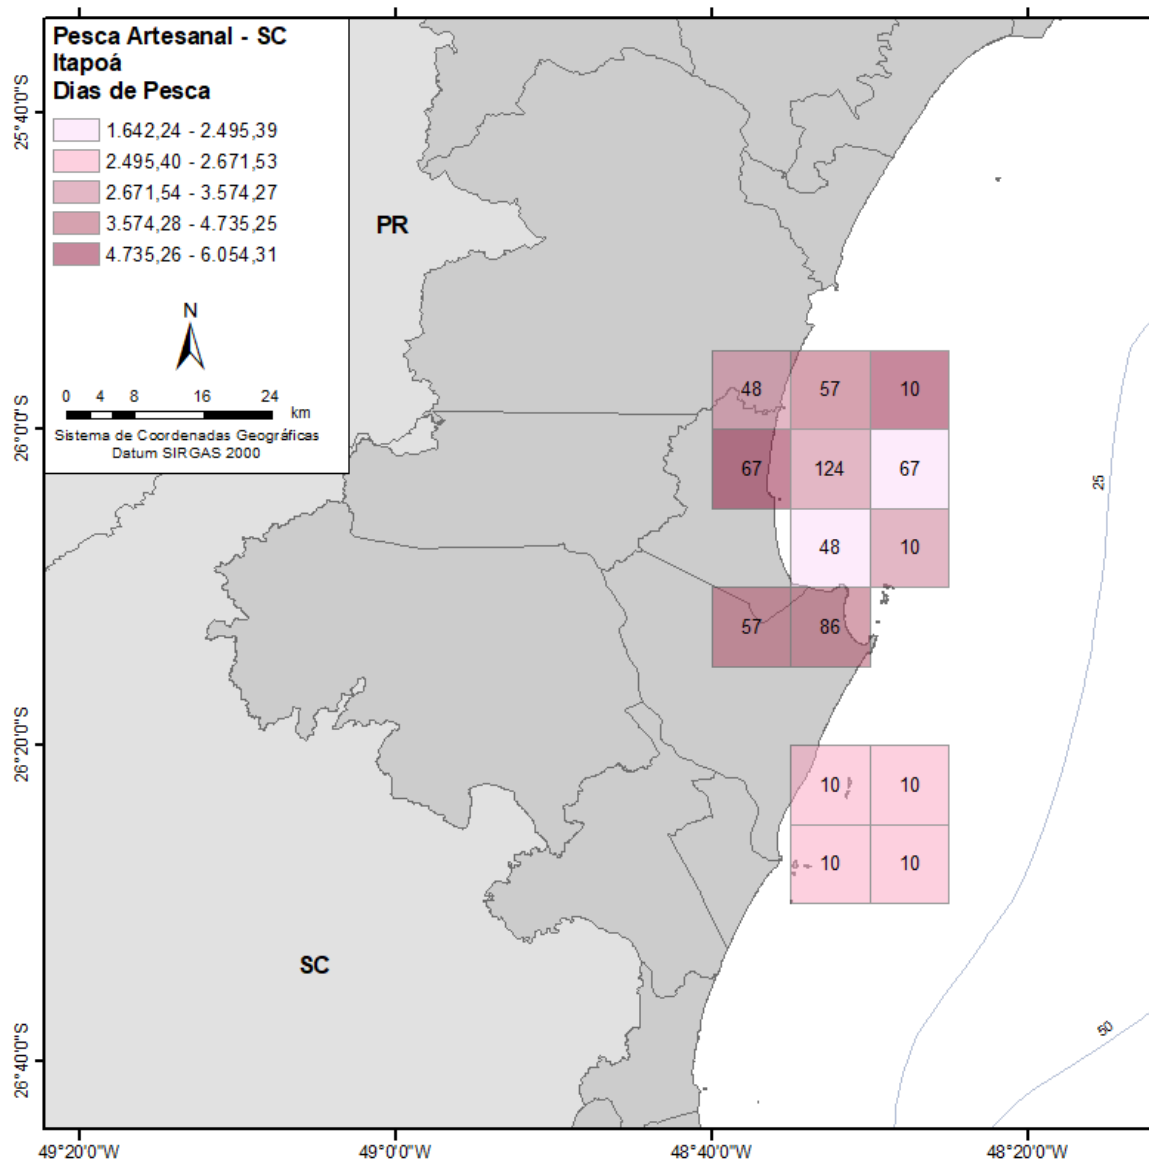 Pesca Artesanal - SC
Itapoá
Dias de Pesca
1.642,24 - 2.495,39
2.495,40 - 2.671,53
2.671,54 - 3.574,27
3.574,28 - 4.735,25
4.735,26 - 6.054,31
N
0 4 8 16 24 km
Sistema de Coordenadas Geográficas
Datum SIRGAS 2000
25°40'0"S
26°0'0"S
26°20'0"S
26°40'0"S
PR
48 57 10
67 124 67
25
48 10
57 86
10 10
10 10
SC
50
49°20'0"W 49°0'0"W 48°40'0"W 48°20'0"W